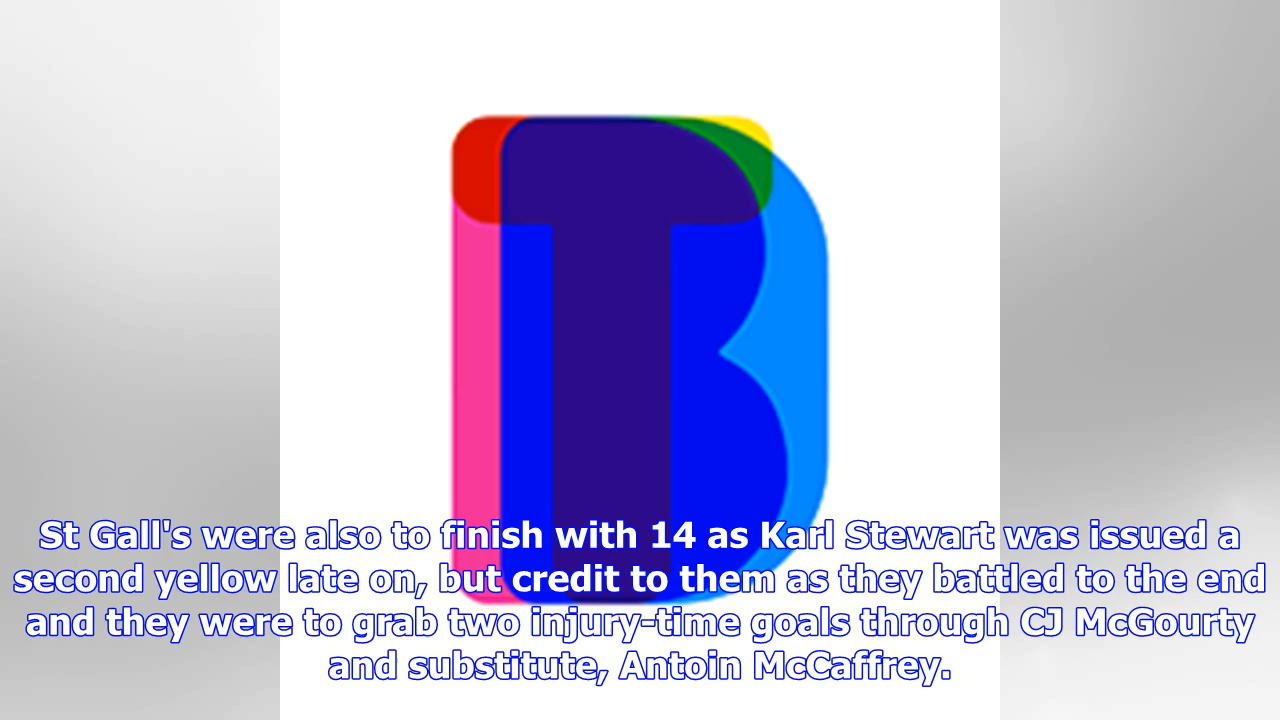 St Gall's were also to finish with 14 as Karl Stewart was issued a
second yellow late on, but credit to them as they battled to the end
and they were to grab two injury-time goals through CJ McGourty
and substitute, Antoin McCaffrey.